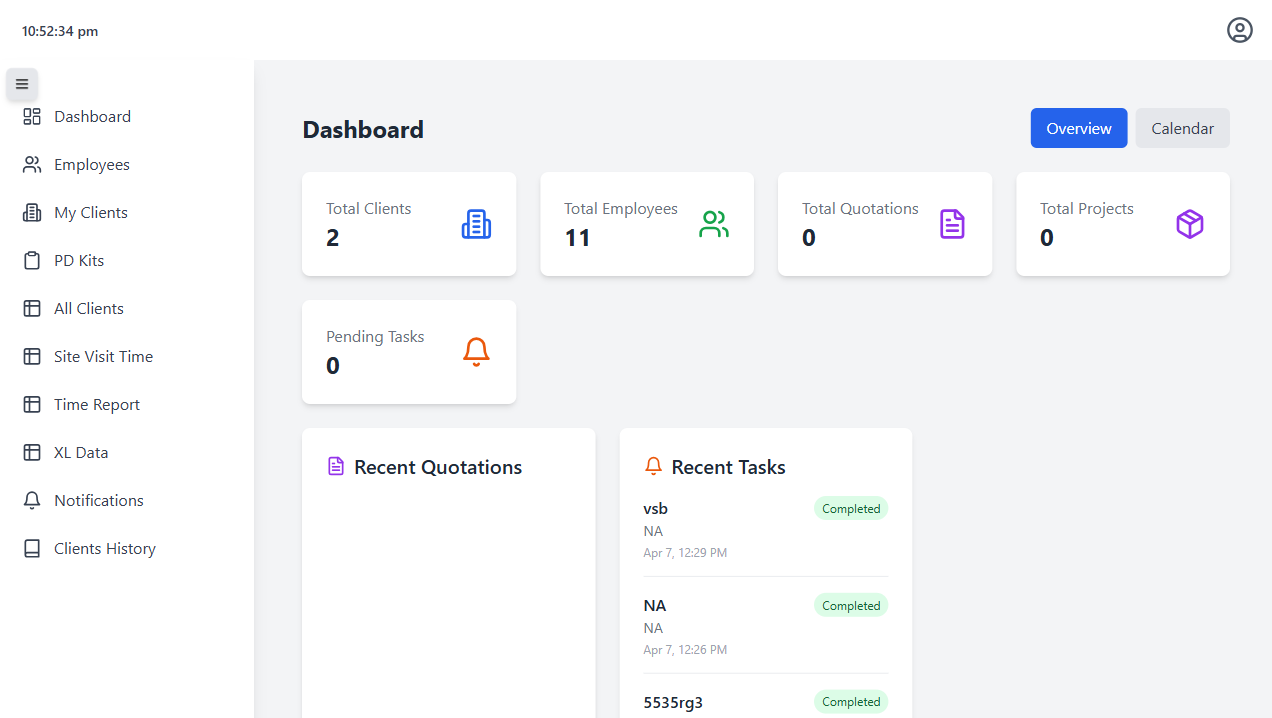 10:52:34 pm
Dashboard
Employees
My Clients
PD Kits
All Clients
Site Visit Time
Time Report
XL Data
Notifications
Clients History
Dashboard
Overview
Calendar
Total Clients
2
Total Employees
11
Total Quotations
0
Total Projects
0
Pending Tasks
0
Recent Quotations
Recent Tasks
vsb
Completed
NA
Apr 7, 12:29 PM
NA
Completed
NA
Apr 7, 12:26 PM
5535rg3
Completed